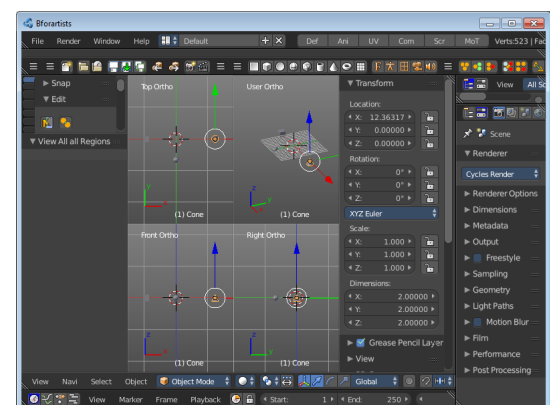 Bforartists
File Render Window Help Default Def Ani UV Com Scr MoT Verts:523 | Fac
Snap
Edit
View All all Regions
Top Ortho
(1) Cone
User Ortho
(1) Cone
Front Ortho
(1) Cone
Right Ortho
(1) Cone
Transform
Location:
X: 12.36317
Y: 0.00000
Z: 0.00000
Rotation:
X: 0°
Y: 0°
Z: 0°
XYZ Euler
Scale:
X: 1.000
Y: 1.000
Z: 1.000
Dimensions:
X: 2.00000
Y: 2.00000
Z: 2.00000
Grease Pencil Layer
View
View All Sc
Scene
Renderer
Cycles Render
Renderer Options
Dimensions
Metadata
Output
Freestyle
Sampling
Geometry
Light Paths
Motion Blur
Film
Performance
Post Processing
View Navi Select Object Object Mode Global
View Marker Frame Playback Start: 1 End: 250